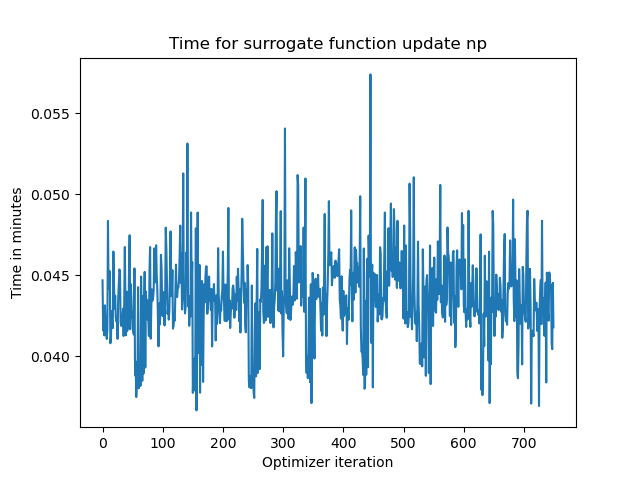 Time for surrogate function update np
0.055
0.050
0.045
0.040
Time in minutes
0 100 200 300 400 500 600 700
Optimizer iteration